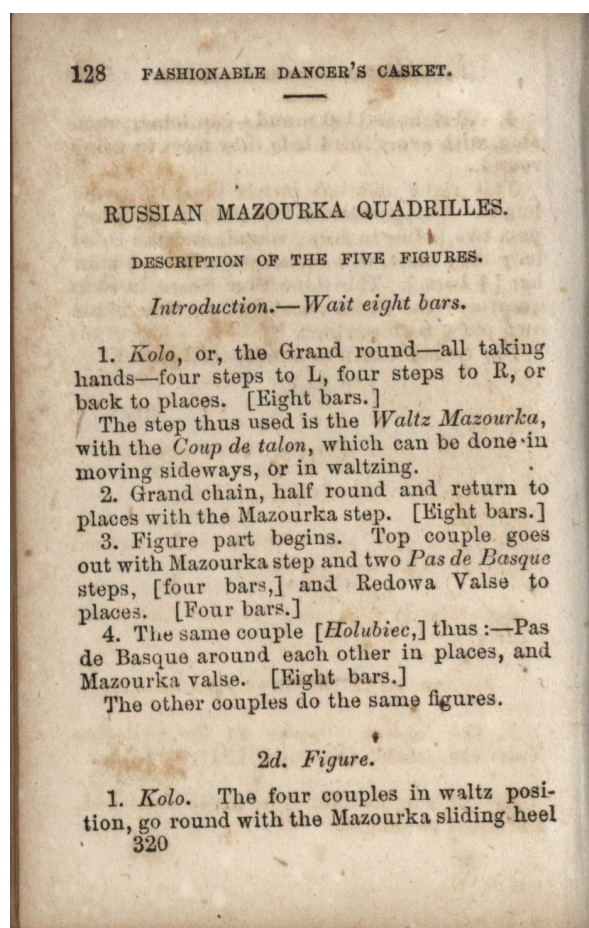 128 FASHIONABLE DANCER'S CASKET.
RUSSIAN MAZOURKA QUADRILLES.
DESCRIPTION OF THE FIVE FIGURES.
Introduction.—Wait eight bars.
1. Kolo, or, the Grand round—all taking
hands—four steps to L, four steps to R, or
back to places. [Eight bars.]
The step thus used is the Waltz Mazourka,
with the Coup de talon, which can be done in
moving sideways, or in waltzing.
2. Grand chain, half round and return to
places with the Mazourka step. [Eight bars.]
3. Figure part begins. Top couple goes
out with Mazourka step and two Pas de Basque
steps, [four bars,] and Redowa Valse to
places. [Four bars.]
4. The same couple [Holubiec,] thus :—Pas
de Basque around each other in places, and
Mazourka valse. [Eight bars.]
The other couples do the same figures.
2d. Figure.
1. Kolo. The four couples in waltz posi-
tion, go round with the Mazourka sliding heel
320